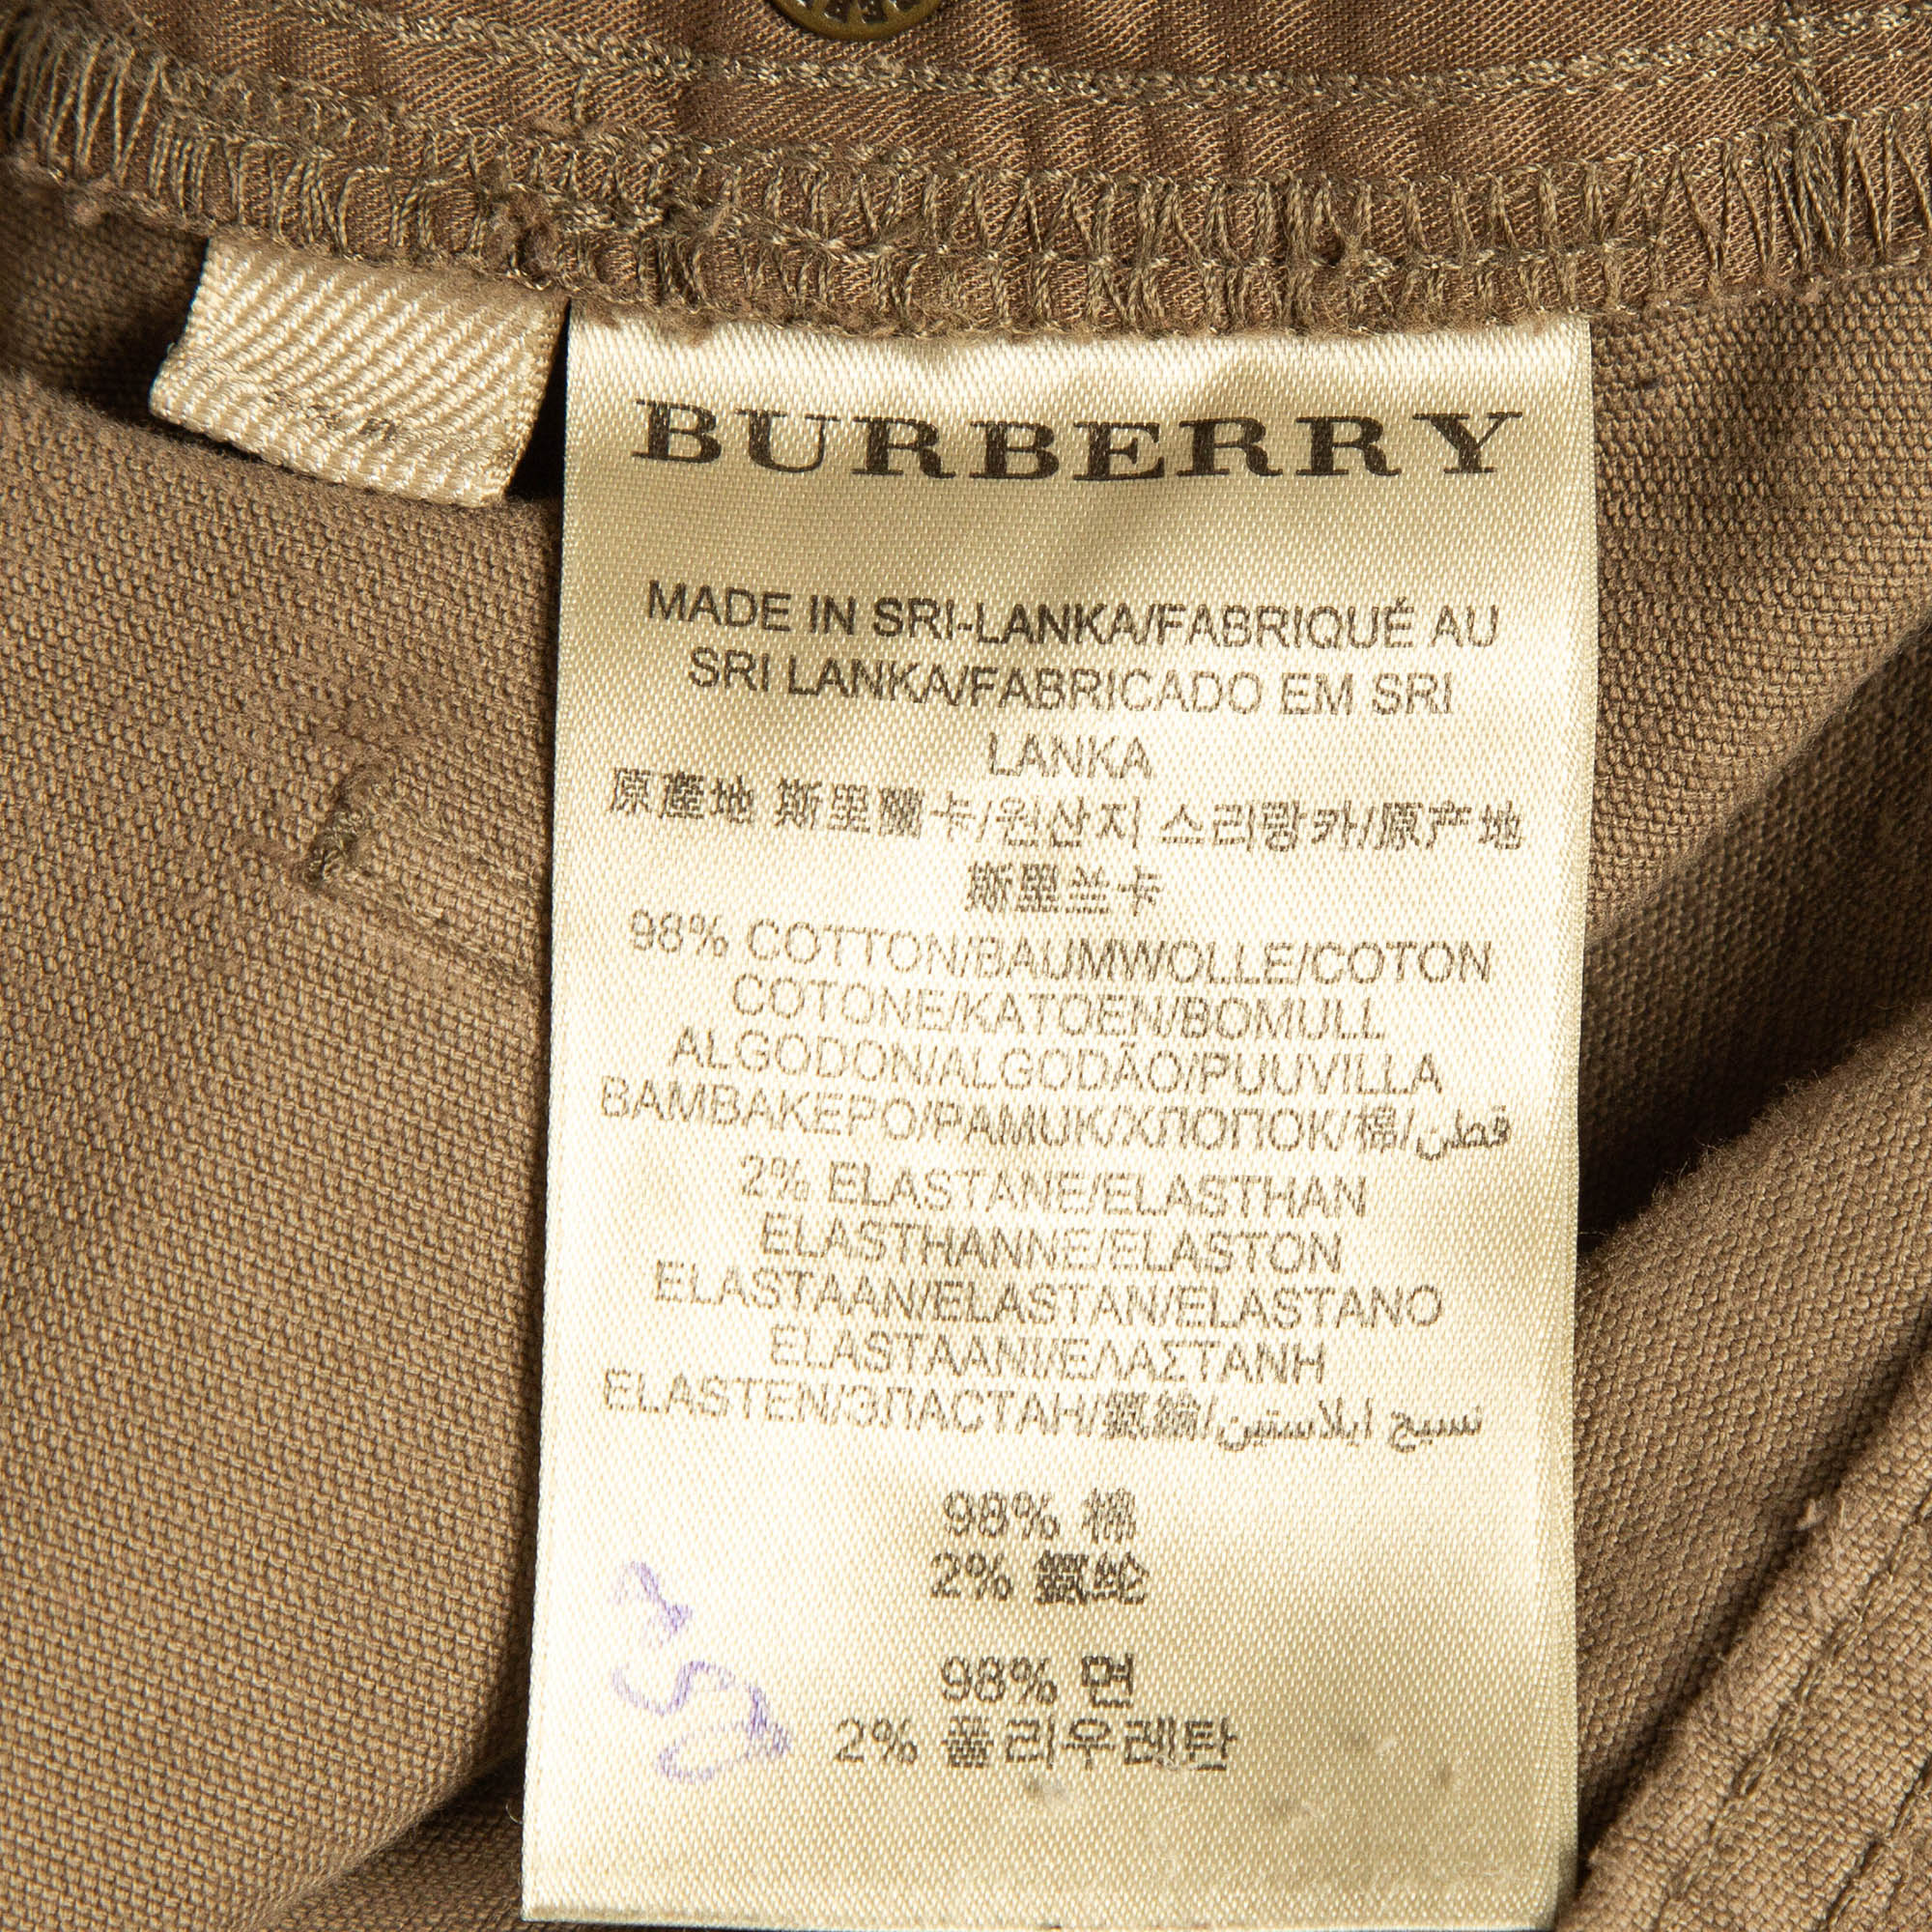 BURBERRY
MADE IN SRI-LANKA/FABRIQUÉ AU
SRI LANKA/FABRICADO EM SRI
LANKA
原產地 斯里蘭卡/원산지 스리랑카/原产地
斯里兰卡
98% COTTON/BAUMWOLLE/COTON
COTONE/KATOEN/BOMULL
ALGODON/ALGODÃO/PUUVILLA
BAMBAKEPO/PAMUK/ХЛОПОК/棉/قطن
2% ELASTANE/ELASTHAN
ELASTHANNE/ELASTON
ELASTAAN/ELASTAN/ELASTANO
ELASTAANI/ΕΛΑΣΤΑΝΗ
ELASTEN/ЭЛАСТАН/氨綸/نسيج ايلاستين
98% 棉
2% 氨纶
98% 면
2% 폴리우레탄